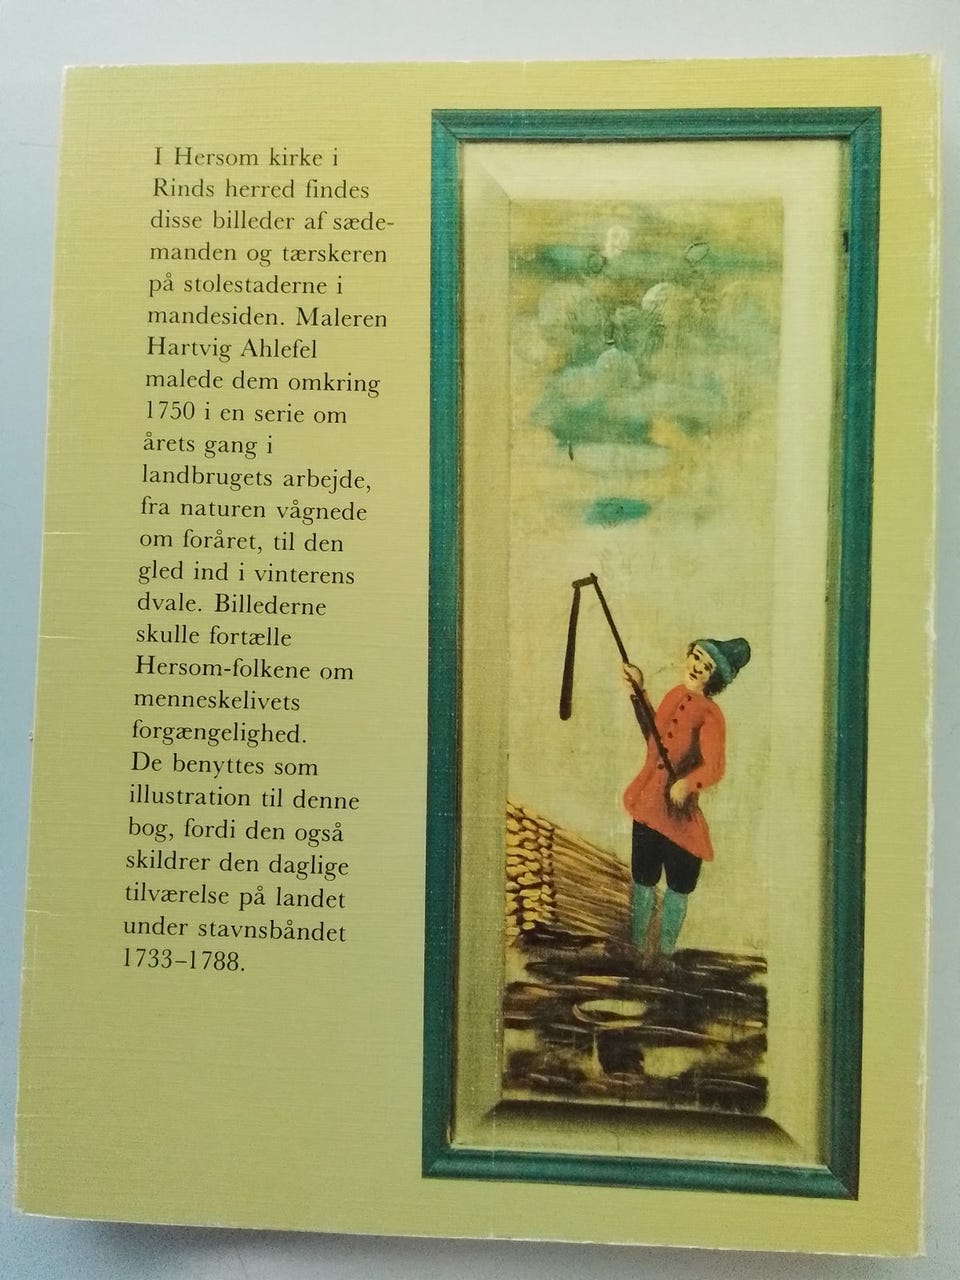 I Hersom kirke i
Rinds herred findes
disse billeder af sæde-
manden og tærskeren
på stolestaderne i
mandesiden. Maleren
Hartvig Ahlefel
malede dem omkring
1750 i en serie om
årets gang i
landbrugets arbejde,
fra naturen vågnede
om foråret, til den
gled ind i vinterens
dvale. Billederne
skulle fortælle
Hersom-folkene om
menneskelivets
forgængelighed.
De benyttes som
illustration til denne
bog, fordi den også
skildrer den daglige
tilværelse på landet
under stavnsbåndet
1733–1788.